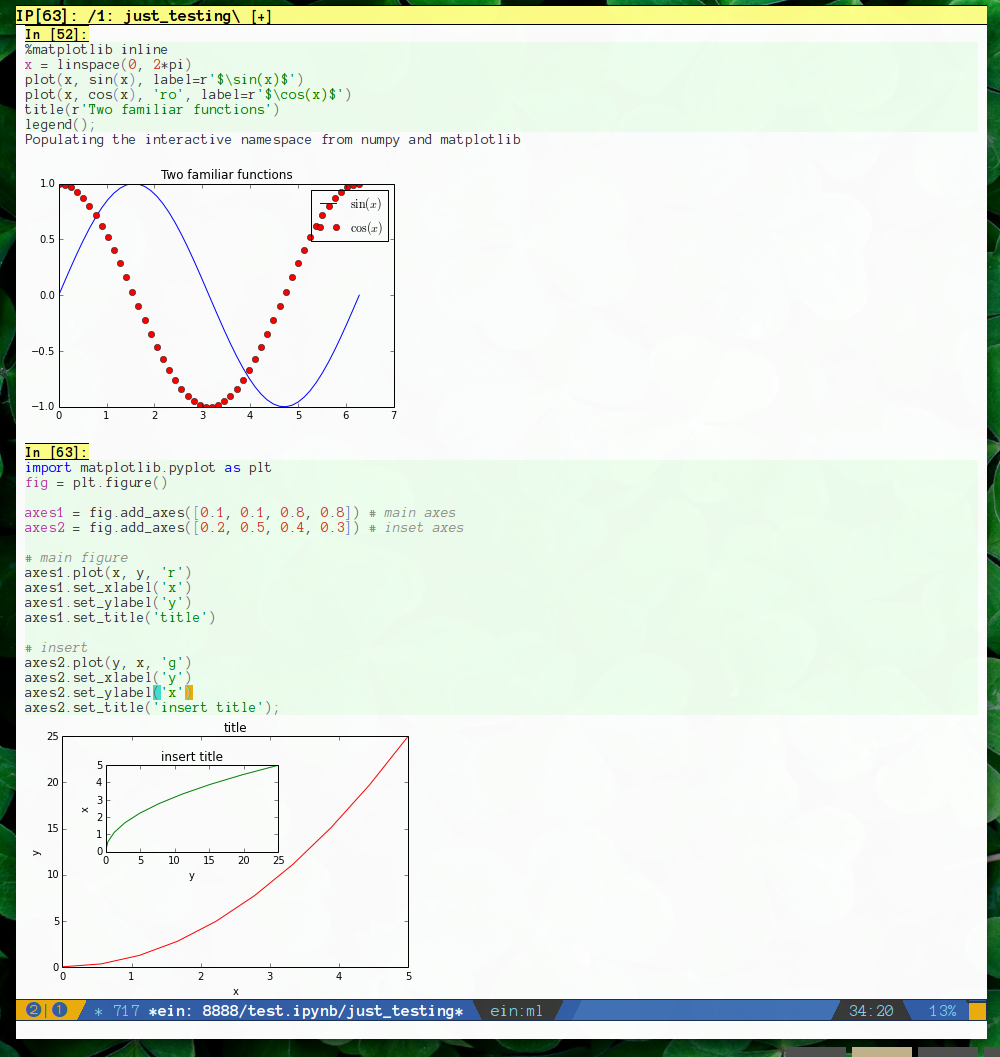 IP[63]: /1: just_testing\ [+]
In [52]:
%matplotlib inline
x = linspace(0, 2*pi)
plot(x, sin(x), label=r'$\sin(x)$')
plot(x, cos(x), 'ro', label=r'$\cos(x)$')
title(r'Two familiar functions')
legend();
Populating the interactive namespace from numpy and matplotlib
Two familiar functions
1.0
sin(x)
cos(x)
0.5
0.0
−0.5
−1.0
0 1 2 3 4 5 6 7
In [63]:
import matplotlib.pyplot as plt
fig = plt.figure()
axes1 = fig.add_axes([0.1, 0.1, 0.8, 0.8]) # main axes
axes2 = fig.add_axes([0.2, 0.5, 0.4, 0.3]) # inset axes
# main figure
axes1.plot(x, y, 'r')
axes1.set_xlabel('x')
axes1.set_ylabel('y')
axes1.set_title('title')
# insert
axes2.plot(y, x, 'g')
axes2.set_xlabel('y')
axes2.set_ylabel('x')
axes2.set_title('insert title');
title
25
20
15
10
5
0
y
insert title
5
4
3
2
1
0
x
0 5 10 15 20 25
y
0 1 2 3 4 5
x
2 | 1 * 717 *ein: 8888/test.ipynb/just_testing* ein:ml 34:20 13%